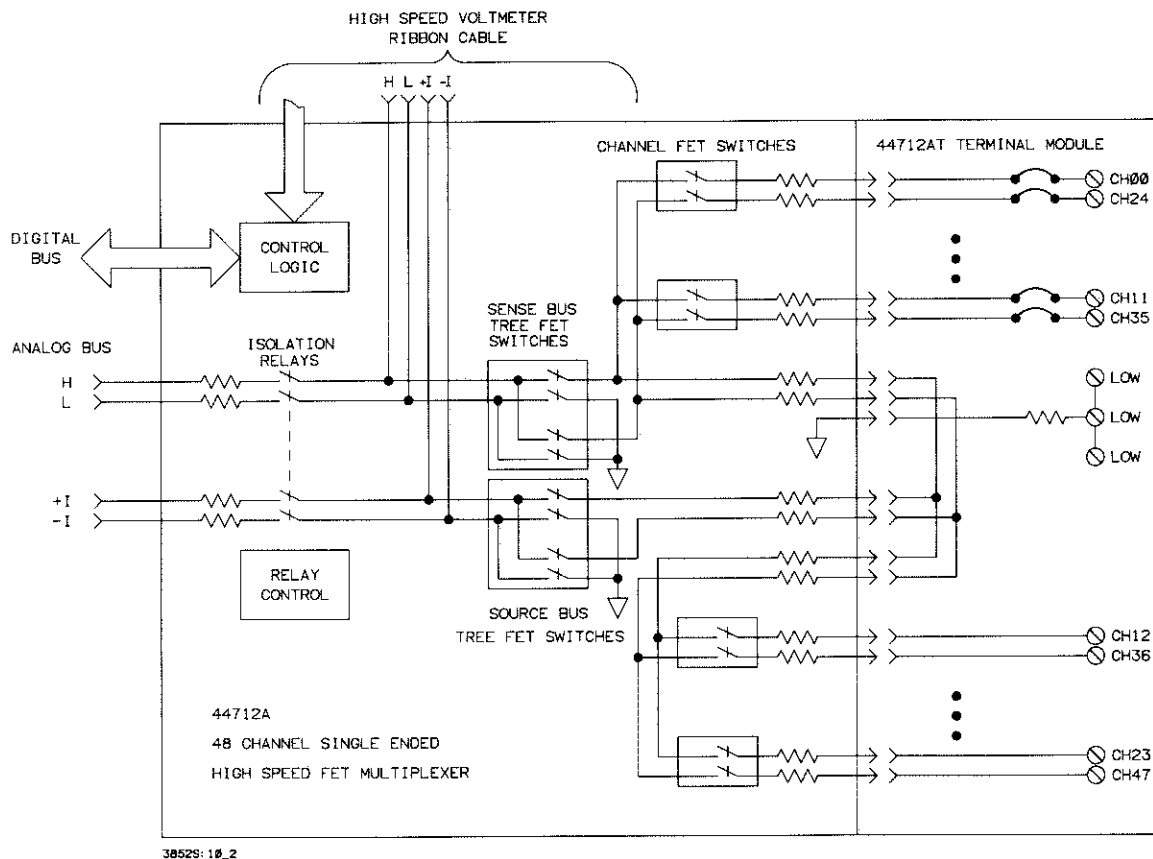 HIGH SPEED VOLTMETER
RIBBON CABLE
H L +I -I
CHANNEL FET SWITCHES
44712AT TERMINAL MODULE
CH00
CH24
DIGITAL
BUS
CONTROL
LOGIC
CH11
CH35
SENSE BUS
TREE FET
SWITCHES
ANALOG BUS
ISOLATION
RELAYS
H
L
LOW
LOW
LOW
+I
-I
RELAY
CONTROL
SOURCE BUS
TREE FET SWITCHES
CH12
CH36
44712A
48 CHANNEL SINGLE ENDED
HIGH SPEED FET MULTIPLEXER
CH23
CH47
3852S:10_2